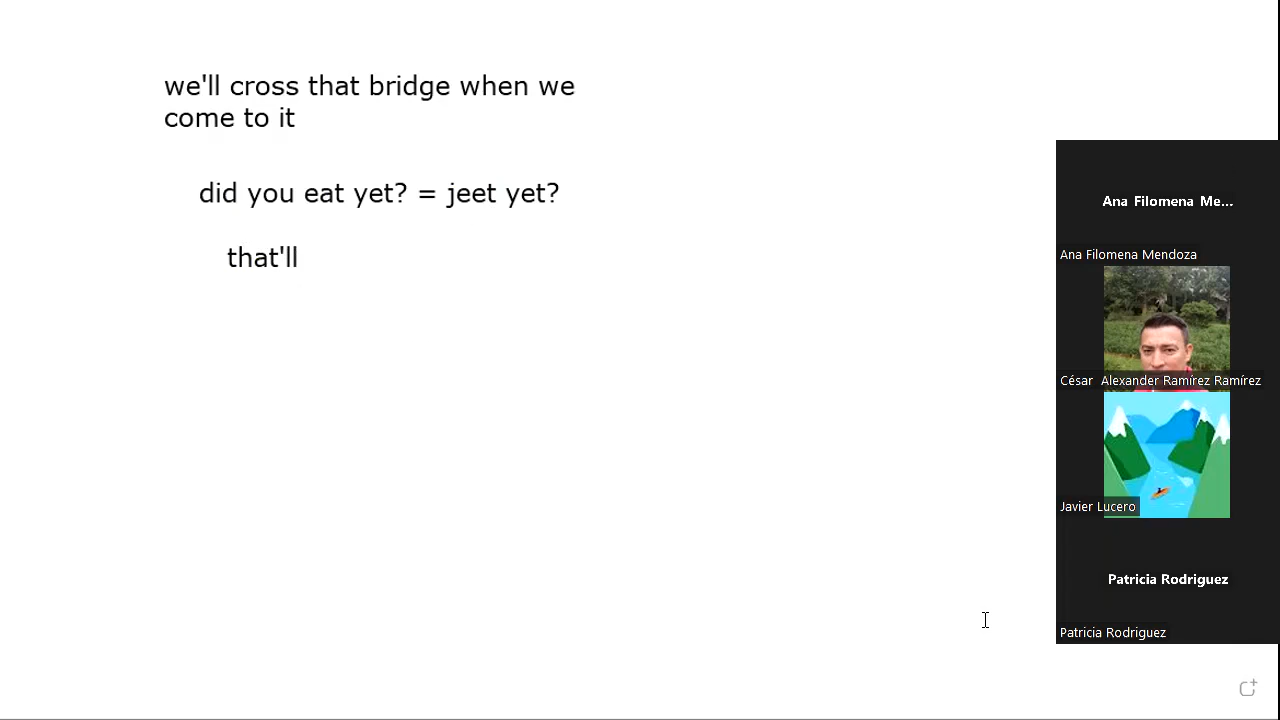 we'll cross that bridge when we
come to it
did you eat yet? = jeet yet?
that'll
Ana Filomena Me...
Ana Filomena Mendoza
César Alexander Ramírez Ramírez
Javier Lucero
Patricia Rodriguez
Patricia Rodriguez